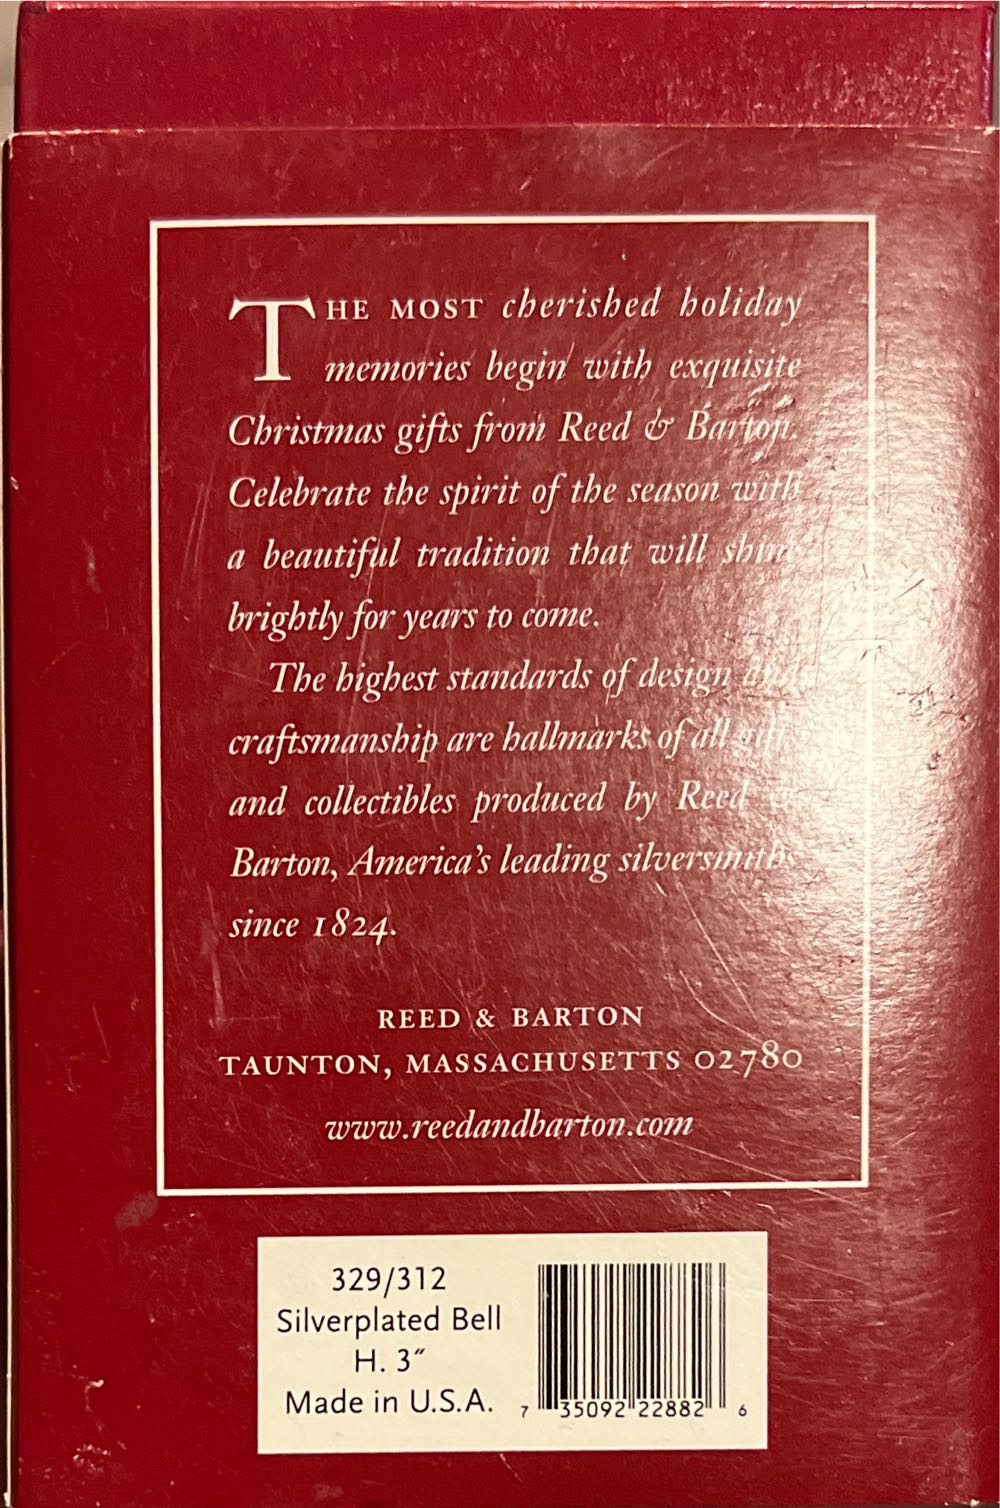 THE MOST cherished holiday
memories begin with exquisite
Christmas gifts from Reed & Barton.
Celebrate the spirit of the season with
a beautiful tradition that will shine
brightly for years to come.
The highest standards of design and
craftsmanship are hallmarks of all gifts
and collectibles produced by Reed &
Barton, America's leading silversmiths
since 1824.
REED & BARTON
TAUNTON, MASSACHUSETTS 02780
www.reedandbarton.com
329/312
Silverplated Bell
H. 3″
Made in U.S.A.
7 35092 22882 6